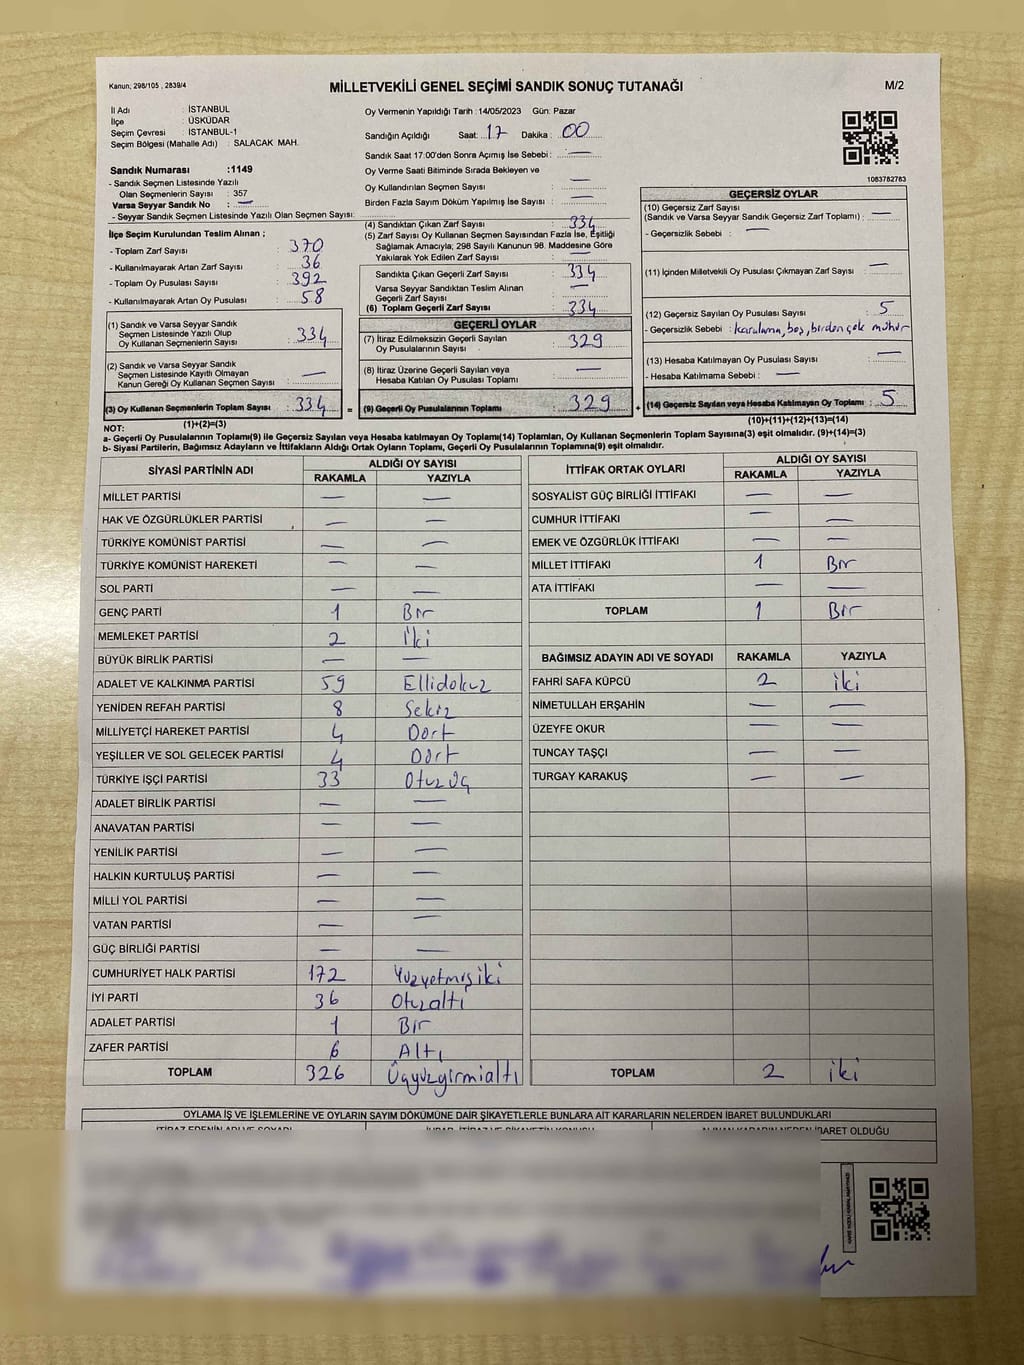 Kanun; 298/105 , 2839/4
MİLLETVEKİLİ GENEL SEÇİMİ SANDIK SONUÇ TUTANAĞI
M/2
İl Adı : İSTANBUL
İlçe : ÜSKÜDAR
Seçim Çevresi : İSTANBUL-1
Seçim Bölgesi (Mahalle Adı) : SALACAK MAH.
Sandık Numarası :1149
- Sandık Seçmen Listesinde Yazılı
Olan Seçmenlerin Sayısı : 357
Varsa Seyyar Sandık No : —
- Seyyar Sandık Seçmen Listesinde Yazılı Olan Seçmen Sayısı:
Oy Vermenin Yapıldığı Tarih : 14/05/2023 Gün: Pazar
Sandığın Açıldığı Saat: 17 Dakika : 00
Sandık Saat 17:00'den Sonra Açımış İse Sebebi : —
Oy Verme Saati Bitiminde Sırada Bekleyen ve
Oy Kullandırılan Seçmen Sayısı : —
Birden Fazla Sayım Döküm Yapılmış İse Sayısı : —
1083782783
İlçe Seçim Kurulundan Teslim Alınan ;
- Toplam Zarf Sayısı : 370
- Kullanılmayarak Artan Zarf Sayısı : 36
- Toplam Oy Pusulası Sayısı : 392
- Kullanılmayarak Artan Oy Pusulası : 58
(1) Sandık ve Varsa Seyyar Sandık
Seçmen Listesinde Yazılı Olup
Oy Kullanan Seçmenlerin Sayısı : 334
(2) Sandık ve Varsa Seyyar Sandık
Seçmen Listesinde Kayıtlı Olmayan
Kanun Gereği Oy Kullanan Seçmen Sayısı : —
(3) Oy Kullanan Seçmenlerin Toplam Sayısı : 334 =
(1)+(2)=(3)
(4) Sandıktan Çıkan Zarf Sayısı : 334
(5) Zarf Sayısı Oy Kullanan Seçmen Sayısından Fazla İse, Eşitliği
Sağlamak Amacıyla; 298 Sayılı Kanunun 98. Maddesine Göre
Yakılarak Yok Edilen Zarf Sayısı : —
Sandıkta Çıkan Geçerli Zarf Sayısı : 334
Varsa Seyyar Sandıktan Teslim Alınan
Geçerli Zarf Sayısı : —
(6) Toplam Geçerli Zarf Sayısı : 334
GEÇERLİ OYLAR
(7) İtiraz Edilmeksizin Geçerli Sayılan
Oy Pusulalarının Sayısı : 329
(8) İtiraz Üzerine Geçerli Sayılan veya
Hesaba Katılan Oy Pusulası Toplamı : —
(9) Geçerli Oy Pusulalarının Toplamı : 329 +
GEÇERSİZ OYLAR
(10) Geçersiz Zarf Sayısı
(Sandık ve Varsa Seyyar Sandık Geçersiz Zarf Toplamı) : —
- Geçersizlik Sebebi : —
(11) İçinden Milletvekili Oy Pusulası Çıkmayan Zarf Sayısı : —
(12) Geçersiz Sayılan Oy Pusulası Sayısı : 5
- Geçersizlik Sebebi : karalama, boş, birden çok mühür
(13) Hesaba Katılmayan Oy Pusulası Sayısı : —
- Hesaba Katılmama Sebebi : —
(14) Geçersiz Sayılan veya Hesaba Katılmayan Oy Toplamı : 5
(10)+(11)+(12)+(13)=(14)
NOT:
a- Geçerli Oy Pusulalarının Toplamı(9) ile Geçersiz Sayılan veya Hesaba katılmayan Oy Toplamı(14) Toplamları, Oy Kullanan Seçmenlerin Toplam Sayısına(3) eşit olmalıdır. (9)+(14)=(3)
b- Siyasi Partilerin, Bağımsız Adayların ve İttifakların Aldığı Ortak Oyların Toplamı, Geçerli Oy Pusulalarının Toplamına(9) eşit olmalıdır.
SİYASİ PARTİNİN ADI ALDIĞI OY SAYISI
RAKAMLA YAZIYLA
MİLLET PARTİSİ — —
HAK VE ÖZGÜRLÜKLER PARTİSİ — —
TÜRKİYE KOMÜNİST PARTİSİ — —
TÜRKİYE KOMÜNİST HAREKETİ — —
SOL PARTİ — —
GENÇ PARTİ 1 Bir
MEMLEKET PARTİSİ 2 İki
BÜYÜK BİRLİK PARTİSİ — —
ADALET VE KALKINMA PARTİSİ 59 Ellidokuz
YENİDEN REFAH PARTİSİ 8 Sekiz
MİLLİYETÇİ HAREKET PARTİSİ 4 Dört
YEŞİLLER VE SOL GELECEK PARTİSİ 4 Dört
TÜRKİYE İŞÇİ PARTİSİ 33 Otuzüç
ADALET BİRLİK PARTİSİ — —
ANAVATAN PARTİSİ — —
YENİLİK PARTİSİ — —
HALKIN KURTULUŞ PARTİSİ — —
MİLLİ YOL PARTİSİ — —
VATAN PARTİSİ — —
GÜÇ BİRLİĞİ PARTİSİ — —
CUMHURİYET HALK PARTİSİ 172 Yüzyetmişiki
İYİ PARTİ 36 Otuzaltı
ADALET PARTİSİ 1 Bir
ZAFER PARTİSİ 6 Altı
TOPLAM 326 Üçyüzyirmialtı
İTTİFAK ORTAK OYLARI ALDIĞI OY SAYISI
RAKAMLA YAZIYLA
SOSYALİST GÜÇ BİRLİĞİ İTTİFAKI — —
CUMHUR İTTİFAKI — —
EMEK VE ÖZGÜRLÜK İTTİFAKI — —
MİLLET İTTİFAKI 1 Bir
ATA İTTİFAKI — —
TOPLAM 1 Bir
BAĞIMSIZ ADAYIN ADI VE SOYADI RAKAMLA YAZIYLA
FAHRİ SAFA KÜPCÜ 2 iki
NİMETULLAH ERŞAHİN — —
ÜZEYFE OKUR — —
TUNCAY TAŞÇI — —
TURGAY KARAKUŞ — —
TOPLAM 2 iki
OYLAMA İŞ VE İŞLEMLERİNE VE OYLARIN SAYIM DÖKÜMÜNE DAİR ŞİKAYETLERLE BUNLARA AİT KARARLARIN NELERDEN İBARET BULUNDUKLARI
İTİRAZ EDENİN ADI VE SOYADI
ALINAN KARARIN NEDEN İBARET OLDUĞU